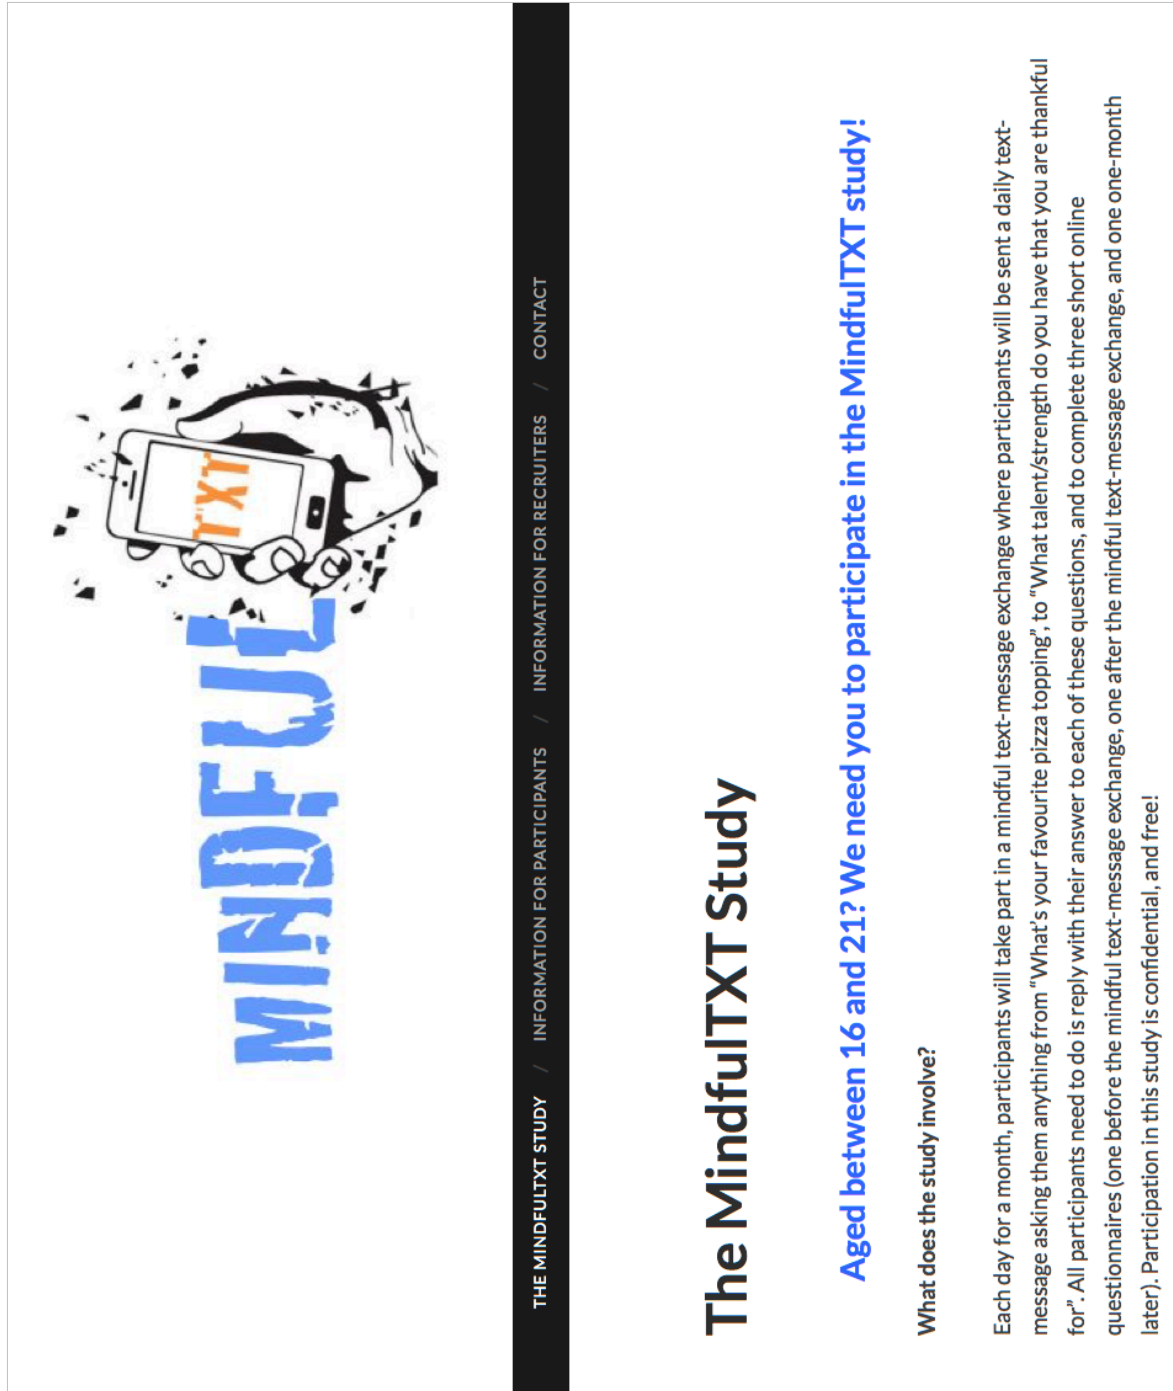 MINDFUL TXT
THE MINDFULTXT STUDY / INFORMATION FOR PARTICIPANTS / INFORMATION FOR RECRUITERS / CONTACT
The MindfulTXT Study
Aged between 16 and 21? We need you to participate in the MindfulTXT study!
What does the study involve?
Each day for a month, participants will take part in a mindful text-message exchange where participants will be sent a daily text-
message asking them anything from “What’s your favourite pizza topping”, to “What talent/strength do you have that you are thankful
for”. All participants need to do is reply with their answer to each of these questions, and to complete three short online
questionnaires (one before the mindful text-message exchange, one after the mindful text-message exchange, and one one-month
later). Participation in this study is confidential, and free!